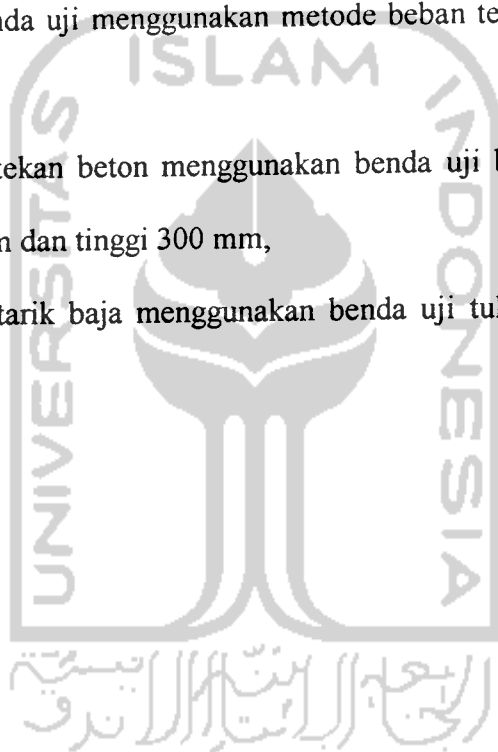 nda uji menggunakan metode beban te
ISLAM
UNIVERSITAS
INDONESIA
tekan beton menggunakan benda uji b
n dan tinggi 300 mm,
tarik baja menggunakan benda uji tul